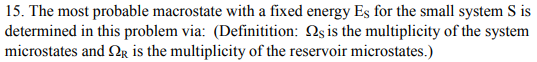 15. The most probable macrostate with a fixed energy Es for the small system S is
determined in this problem via: (Definitition: Ωs is the multiplicity of the system
microstates and ΩR is the multiplicity of the reservoir microstates.)